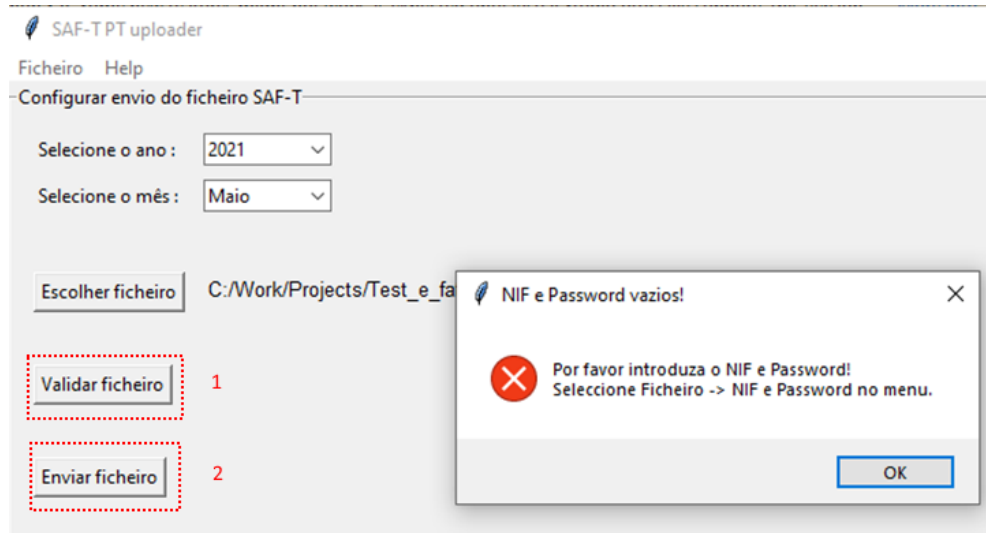 SAF-T PT uploader
Ficheiro Help
Configurar envio do ficheiro SAF-T
Selecione o ano : 2021
Selecione o mês : Maio
Escolher ficheiro C:/Work/Projects/Test_e_fa
NIF e Password vazios!
Por favor introduza o NIF e Password!
Seleccione Ficheiro -> NIF e Password no menu.
Validar ficheiro 1
Enviar ficheiro 2
OK